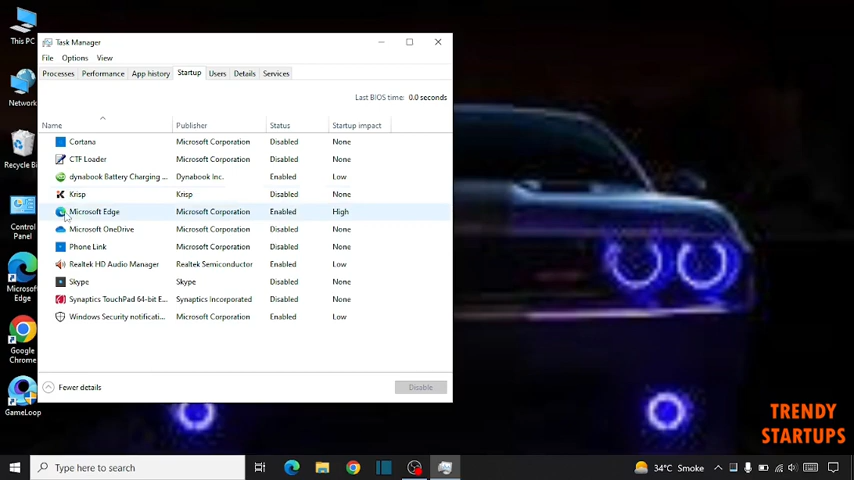 This PC
Network
Recycle Bi
Control
Panel
Microsoft
Edge
Google
Chrome
GameLoop
Task Manager
File Options View
Processes Performance App history Startup Users Details Services
Last BIOS time: 0.0 seconds
Name Publisher Status Startup impact
Cortana Microsoft Corporation Disabled None
CTF Loader Microsoft Corporation Disabled None
dynabook Battery Charging ... Dynabook Inc. Enabled Low
Krisp Krisp Disabled None
Microsoft Edge Microsoft Corporation Enabled High
Microsoft OneDrive Microsoft Corporation Disabled None
Phone Link Microsoft Corporation Disabled None
Realtek HD Audio Manager Realtek Semiconductor Enabled Low
Skype Skype Disabled None
Synaptics TouchPad 64-bit E... Synaptics Incorporated Disabled None
Windows Security notificati... Microsoft Corporation Enabled Low
Fewer details Disable
TRENDY
STARTUPS
Type here to search
34°C Smoke